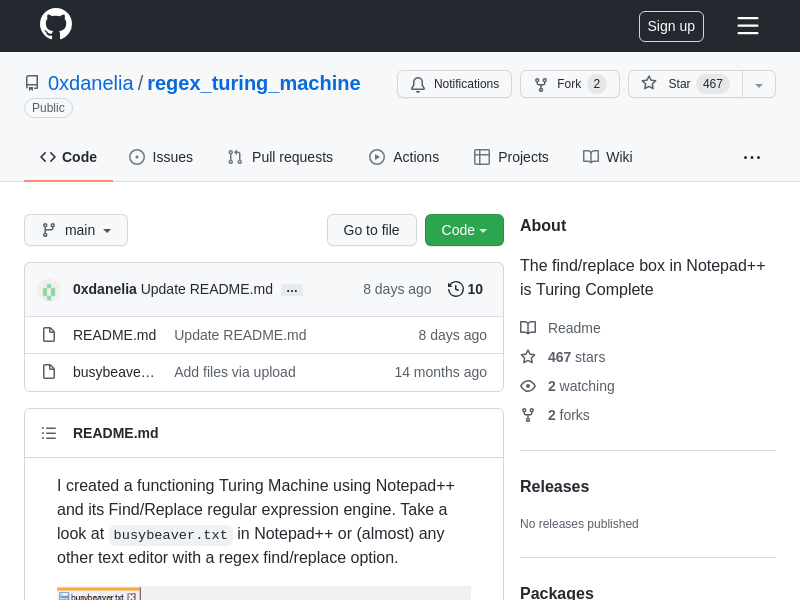 Sign up
0xdanelia / regex_turing_machine
Public
Notifications
Fork 2
Star 467
Code
Issues
Pull requests
Actions
Projects
Wiki
main
Go to file
Code
0xdanelia Update README.md ... 8 days ago 10
README.md Update README.md 8 days ago
busybeave… Add files via upload 14 months ago
README.md
I created a functioning Turing Machine using Notepad++
and its Find/Replace regular expression engine. Take a
look at busybeaver.txt in Notepad++ or (almost) any
other text editor with a regex find/replace option.
busybeaver.txt
About
The find/replace box in Notepad++
is Turing Complete
Readme
467 stars
2 watching
2 forks
Releases
No releases published
Packages